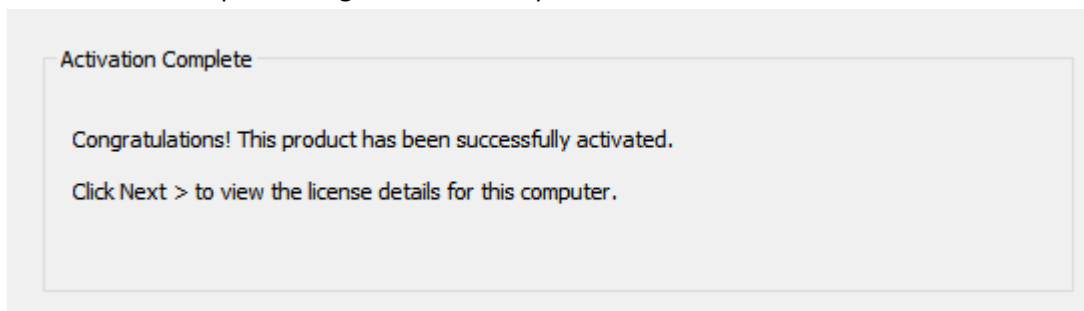 Activation Complete
Congratulations! This product has been successfully activated.
Click Next > to view the license details for this computer.